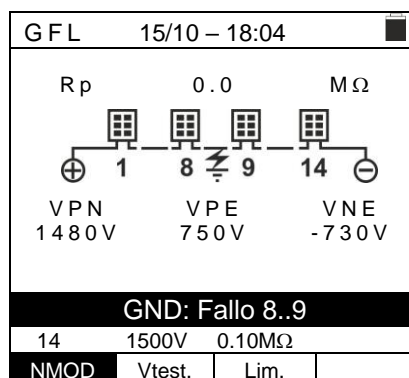 GFL 15/10 – 18:04
Rp 0.0 MΩ
1 8 9 14
VPN VPE VNE
1480V 750V -730V
GND: Fallo 8..9
14 1500V 0.10MΩ
NMOD Vtest. Lim.